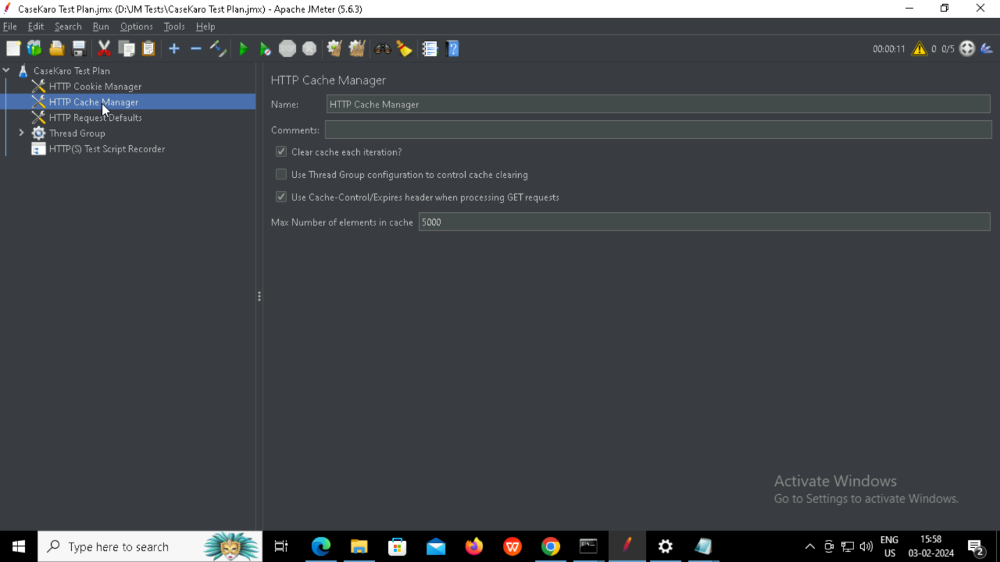 CaseKaro Test Plan.jmx (D:\JM Tests\CaseKaro Test Plan.jmx) - Apache JMeter (5.6.3)
File Edit Search Run Options Tools Help
STOP
00:00:11 0 0/5
CaseKaro Test Plan
HTTP Cookie Manager
HTTP Cache Manager
HTTP Request Defaults
Thread Group
HTTP(S) Test Script Recorder
HTTP Cache Manager
Name: HTTP Cache Manager
Comments:
Clear cache each iteration?
Use Thread Group configuration to control cache clearing
Use Cache-Control/Expires header when processing GET requests
Max Number of elements in cache 5000
Activate Windows
Go to Settings to activate Windows.
Type here to search
ENG
US
15:58
03-02-2024
2